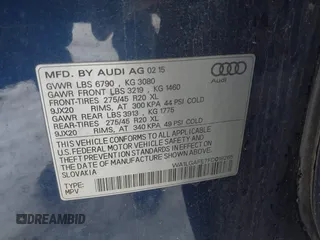 MFD. BY AUDI AG 02.15
GVWR LBS 6790 , KG 3080
GAWR FRONT LBS 3219 , KG 1460
FRONT-TIRES 275/45 R20 XL
9JX20 RIMS, AT 300 KPA 44 PSI COLD
GAWR REAR LBS 3913 , KG 1775
REAR-TIRES 275/45 R20 XL
9JX20 RIMS, AT 340 KPA 49 PSI COLD
THIS VEHICLE CONFORMS TO ALL APPLICABLE
U.S. FEDERAL MOTOR VEHICLE SAFETY AND
THEFT PREVENTION STANDARDS IN EFFECT ON THE
DATE OF MANUFACTURE SHOWN ABOVE.
SLOVAKIA
TYPE:
MPV
Audi
DREAMBID